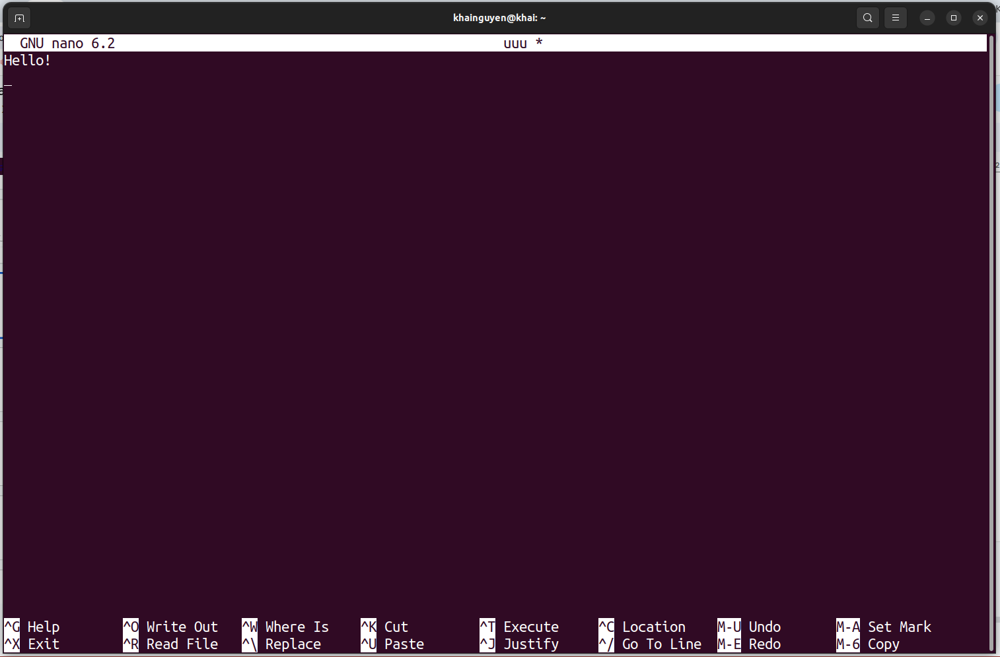 khainguyen@khai: ~
GNU nano 6.2 uuu *
Hello!
^G Help ^O Write Out ^W Where Is ^K Cut ^T Execute ^C Location M-U Undo M-A Set Mark
^X Exit ^R Read File ^\ Replace ^U Paste ^J Justify ^/ Go To Line M-E Redo M-6 Copy